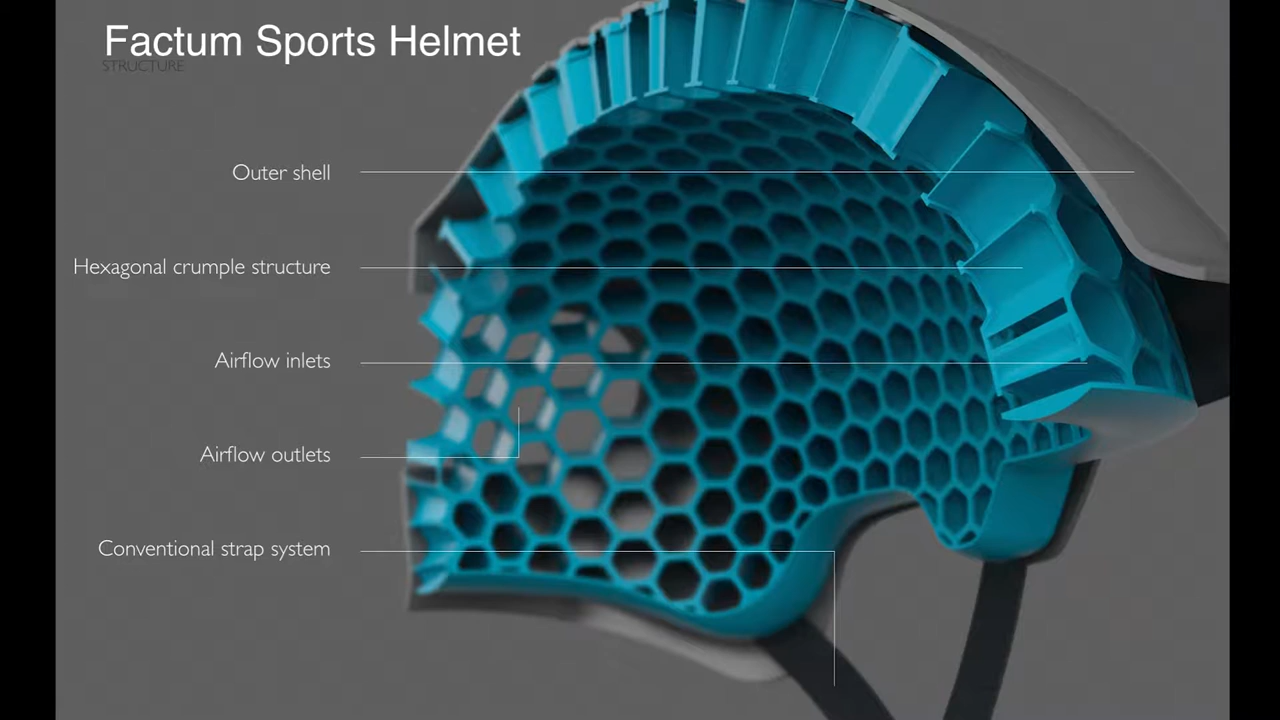 Factum Sports Helmet
STRUCTURE
Outer shell
Hexagonal crumple structure
Airflow inlets
Airflow outlets
Conventional strap system